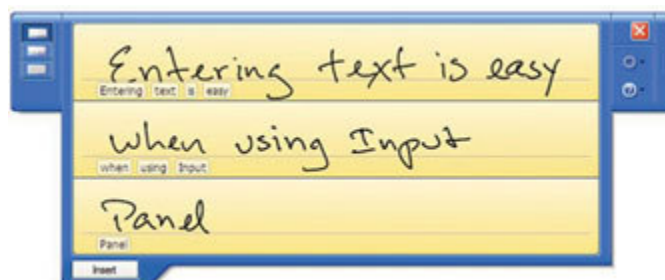 Entering text is easy
Entering text is easy
when using Input
when using Input
Panel
Panel
Insert